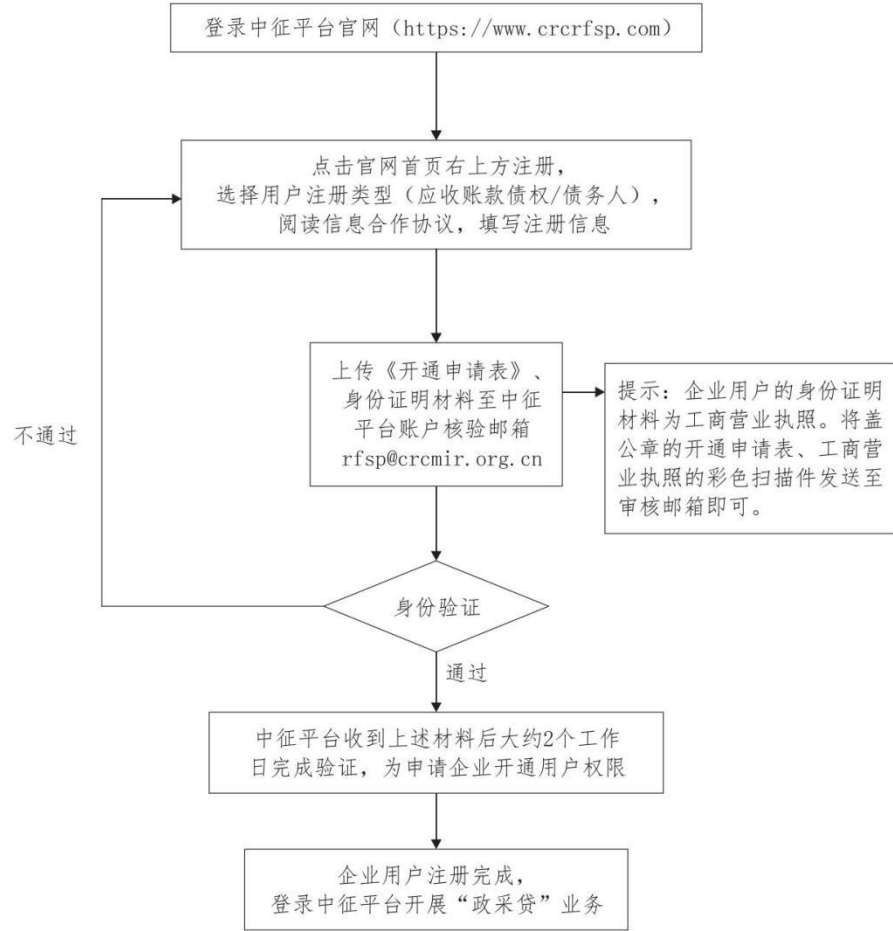 登录中征平台官网（https://www.crcrfsp.com）
点击官网首页右上方注册，
选择用户注册类型（应收账款债权/债务人），
阅读信息合作协议，填写注册信息
上传《开通申请表》、
身份证明材料至中征
平台账户核验邮箱
rfsp@crcmir.org.cn
提示：企业用户的身份证明
材料为工商营业执照。将盖
公章的开通申请表、工商营
业执照的彩色扫描件发送至
审核邮箱即可。
不通过
身份验证
通过
中征平台收到上述材料后大约2个工作
日完成验证，为申请企业开通用户权限
企业用户注册完成，
登录中征平台开展“政采贷”业务